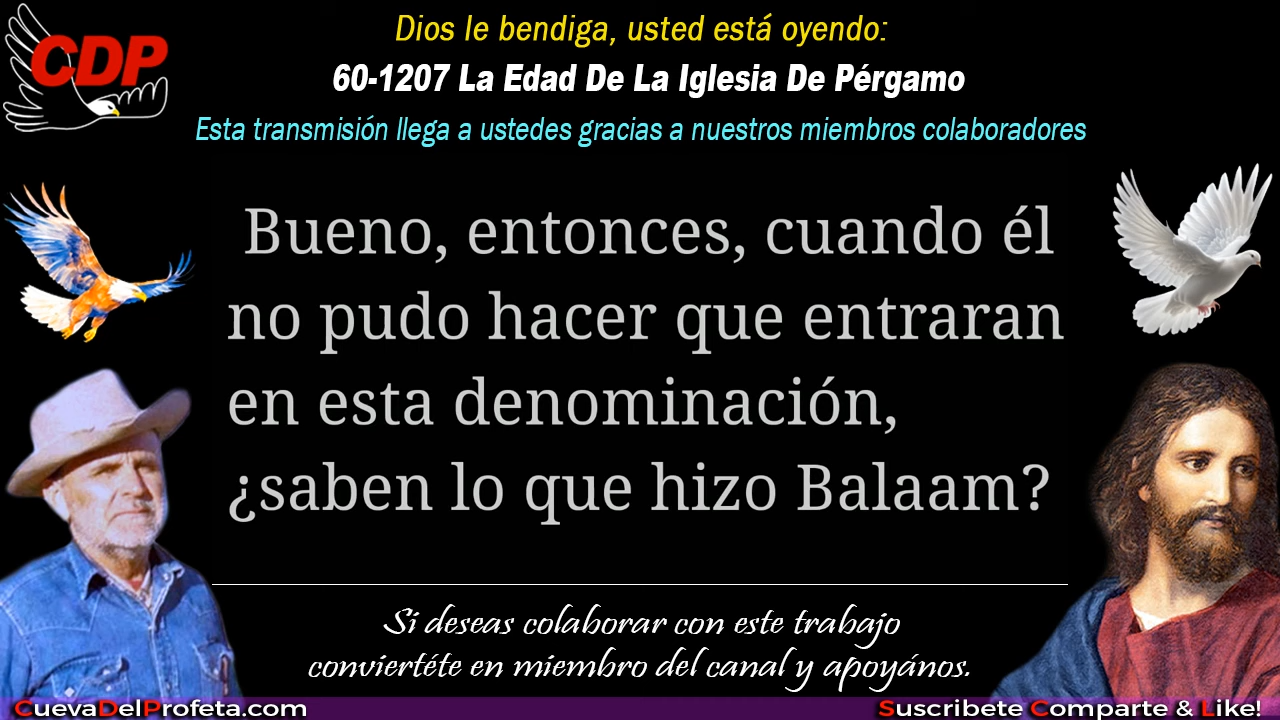 CDP
Dios le bendiga, usted está oyendo:
60-1207 La Edad De La Iglesia De Pérgamo
Esta transmisión llega a ustedes gracias a nuestros miembros colaboradores
Bueno, entonces, cuando él
no pudo hacer que entraran
en esta denominación,
¿saben lo que hizo Balaam?
Si deseas colaborar con este trabajo
conviertéte en miembro del canal y apoyános.
CuevaDelProfeta.com
Suscribete Comparte & Like!